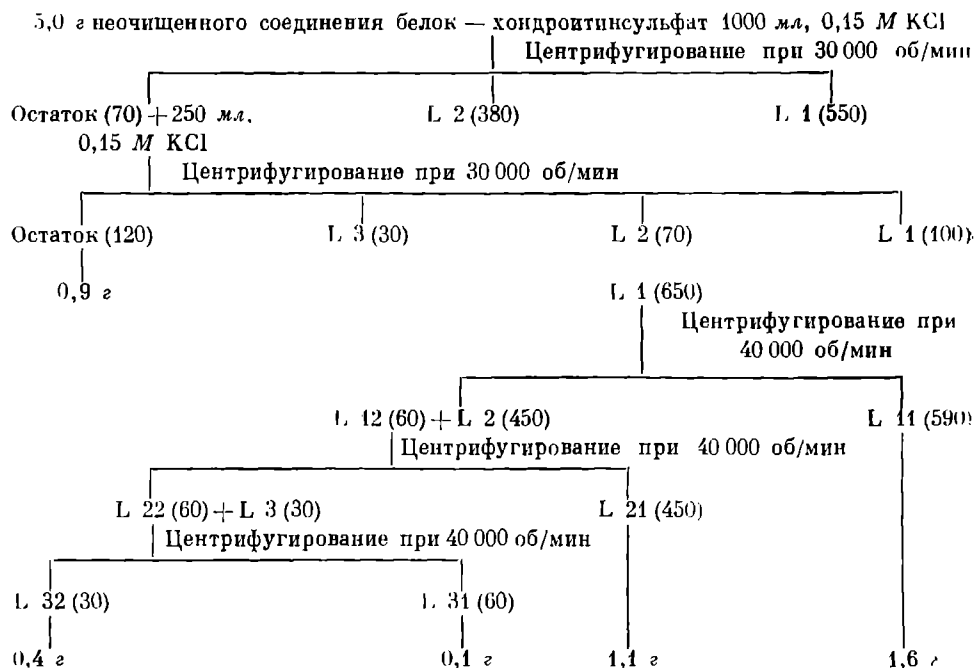 5,0 г неочищенного соединения белок — хондроитинсульфат 1000 мл, 0,15 М KCl
Центрифугирование при 30 000 об/мин
Остаток (70) + 250 мл, L 2 (380) L 1 (550)
0,15 М KCl
Центрифугирование при 30 000 об/мин
Остаток (120) L 3 (30) L 2 (70) L 1 (100)
0,9 г L 1 (650)
Центрифугирование при
40 000 об/мин
L 12 (60) + L 2 (450) L 11 (590)
Центрифугирование при 40 000 об/мин
L 22 (60) + L 3 (30) L 21 (450)
Центрифугирование при 40 000 об/мин
L 32 (30) L 31 (60)
0,4 г 0,1 г 1,1 г 1,6 г